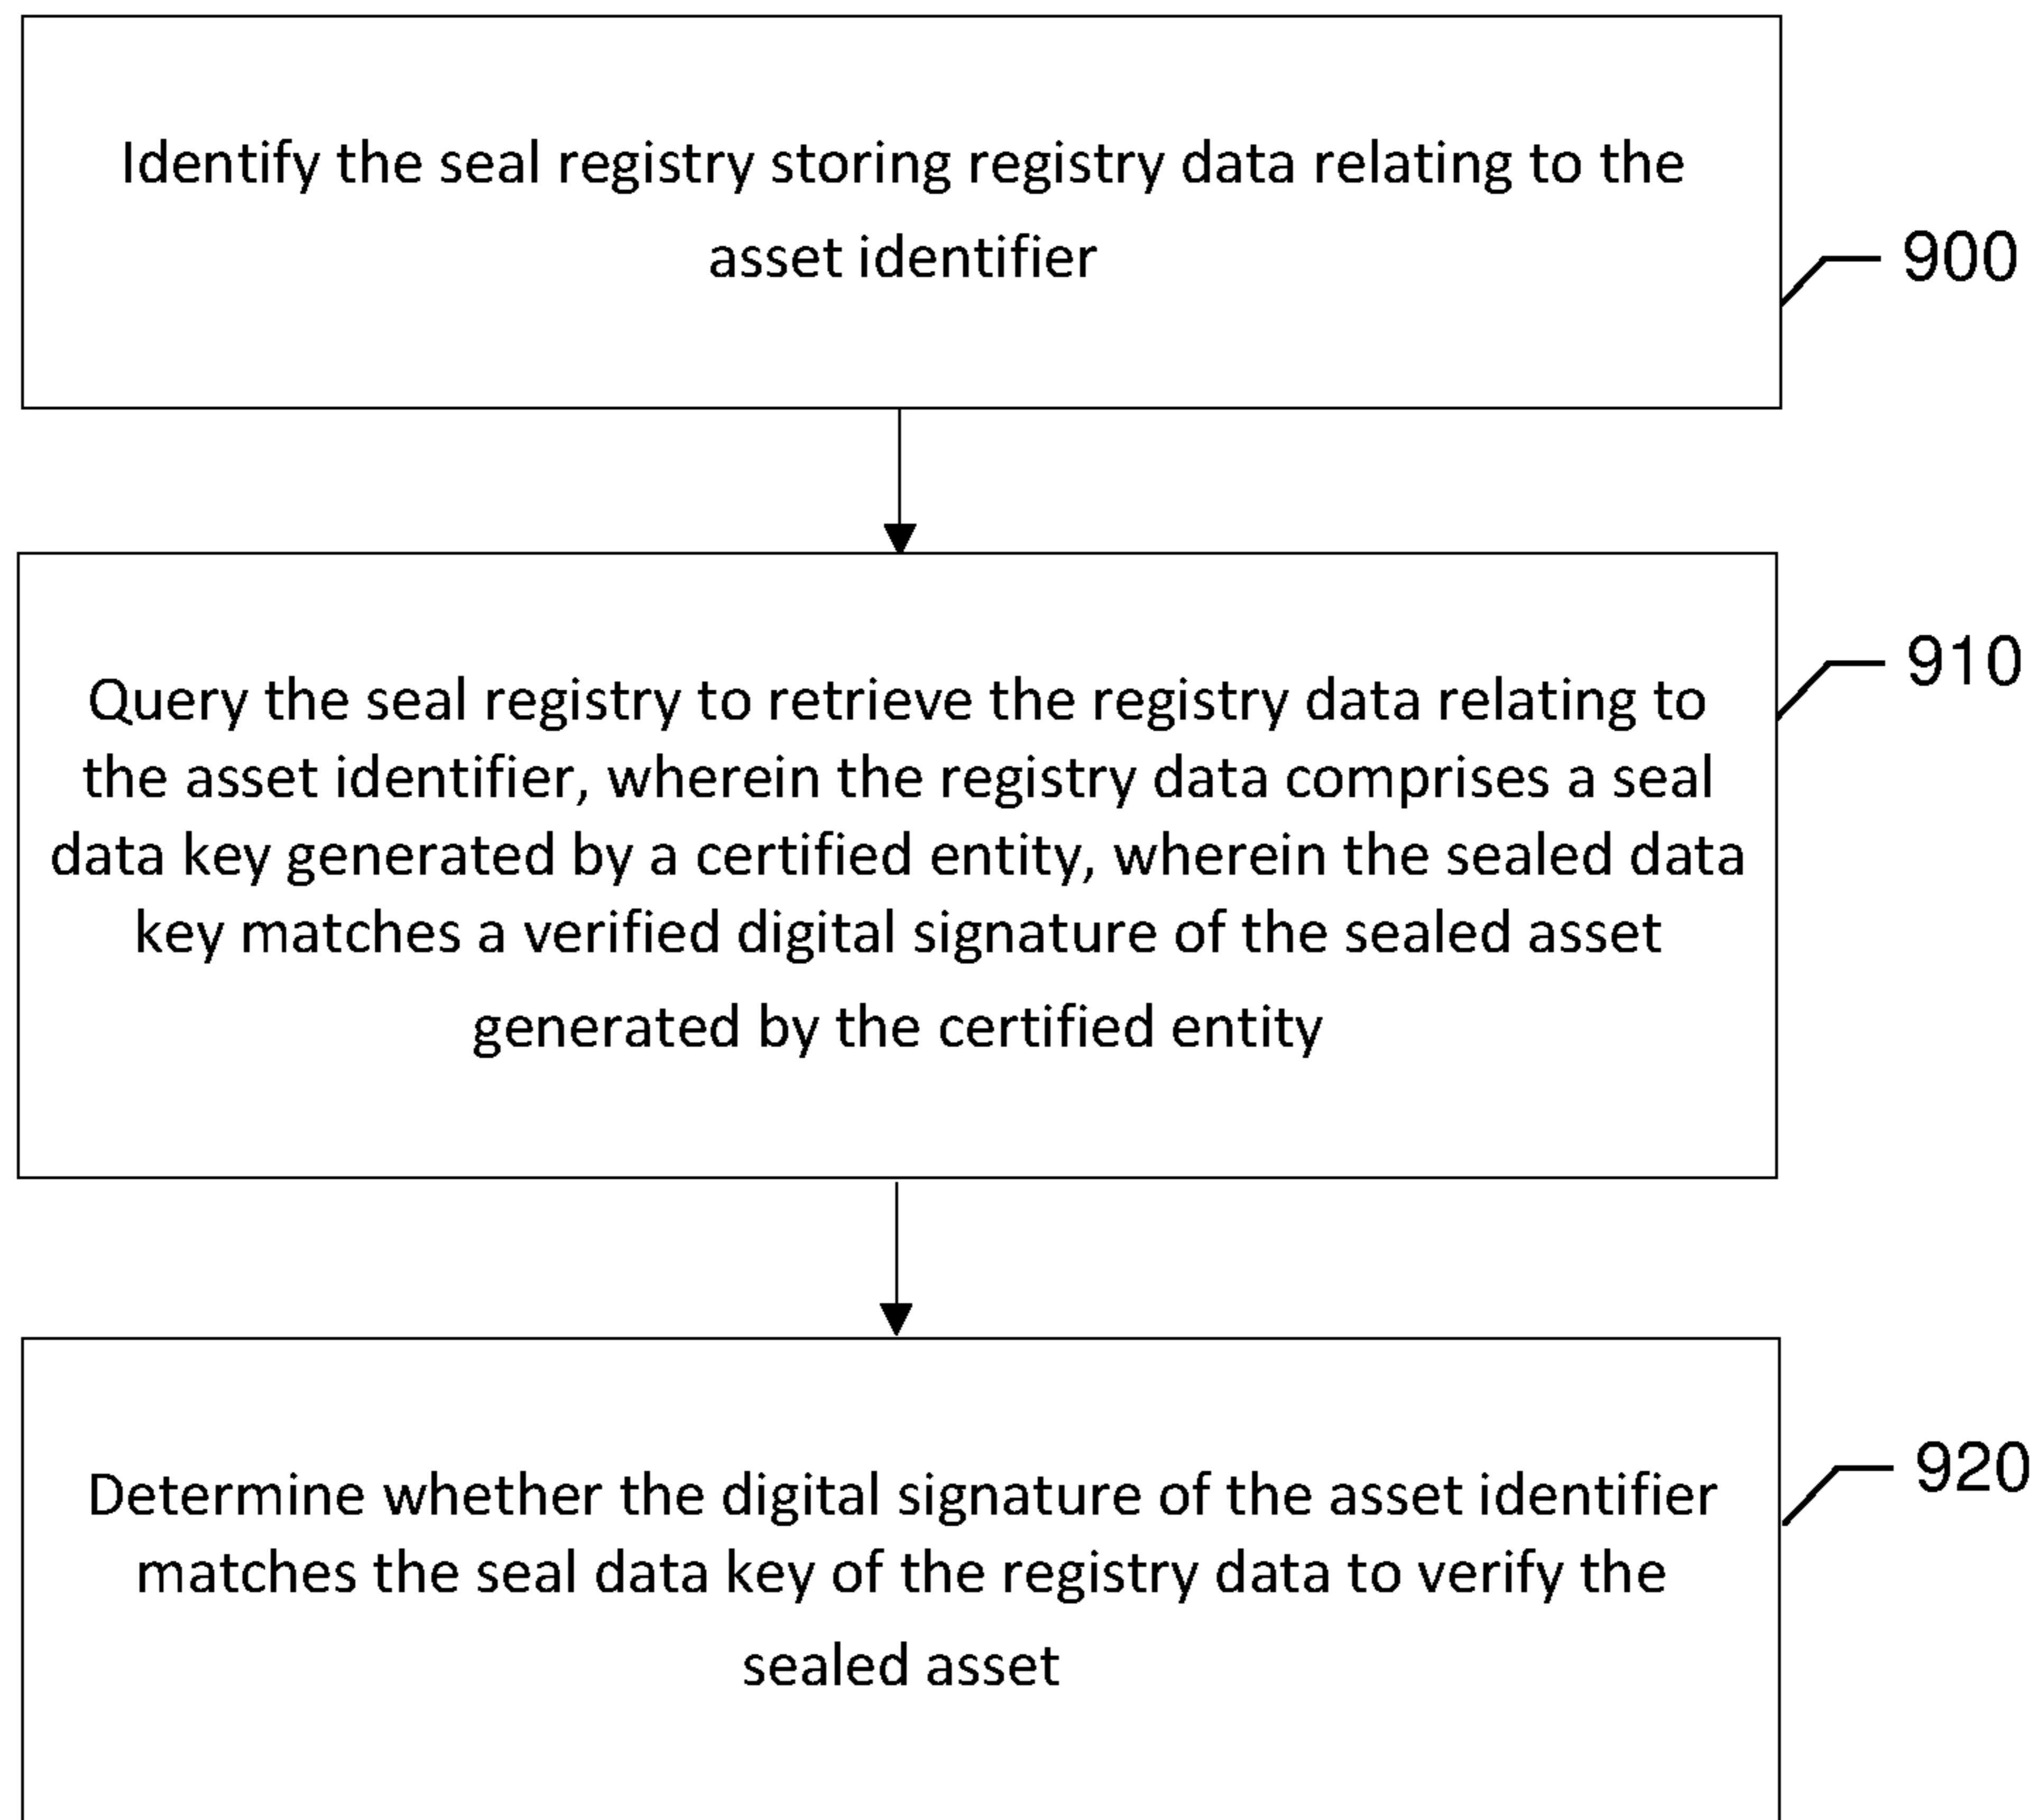 Identify the seal registry storing registry data relating to the
asset identifier
900
Query the seal registry to retrieve the registry data relating to
the asset identifier, wherein the registry data comprises a seal
data key generated by a certified entity, wherein the sealed data
key matches a verified digital signature of the sealed asset
generated by the certified entity
910
Determine whether the digital signature of the asset identifier
matches the seal data key of the registry data to verify the
sealed asset
920